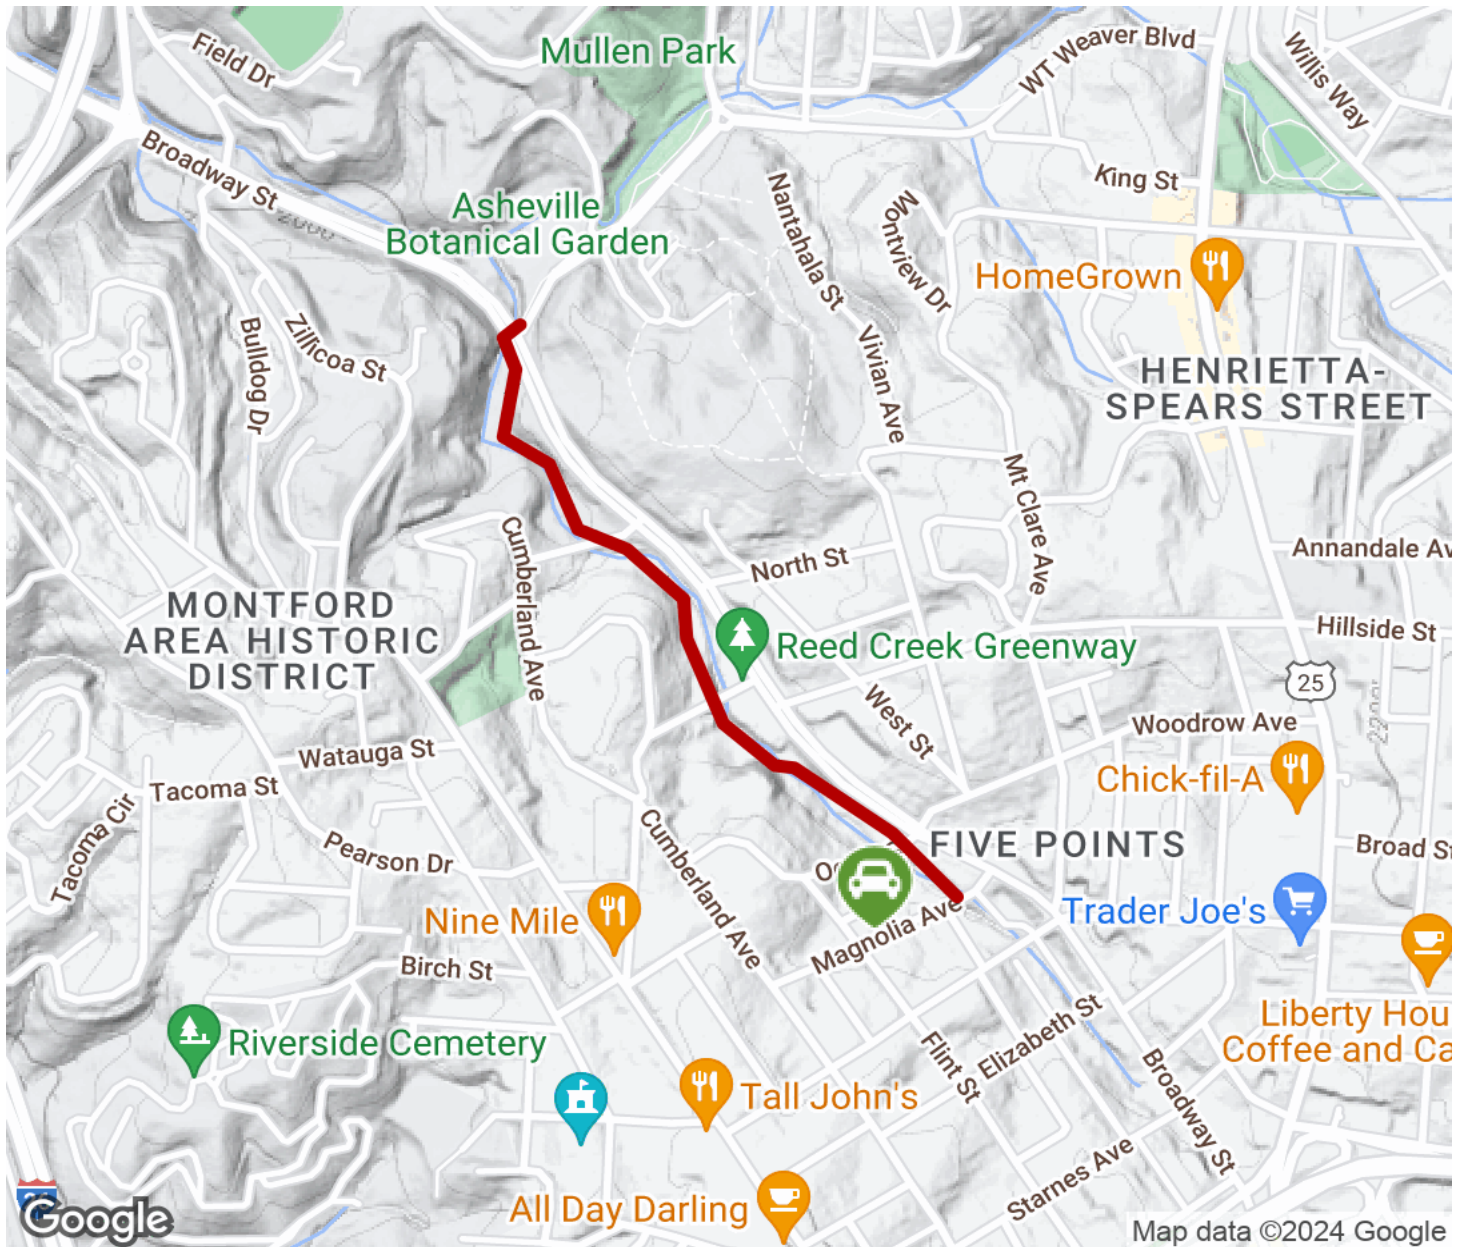 Mullen Park
Field Dr
WT Weaver Blvd
Willis Way
Broadway St
2000
King St
Asheville
Botanical Garden
Nantahala St
Montview Dr
HomeGrown
Bulldog Dr
Zillicoa St
Vivian Ave
HENRIETTA-
SPEARS STREET
Mt Clare Ave
Cumberland Ave
North St
Annandale Av
MONTFORD
AREA HISTORIC
DISTRICT
Reed Creek Greenway
Hillside St
25
West St
Woodrow Ave
2200
Watauga St
Tacoma St
Tacoma Cir
Chick-fil-A
Pearson Dr
Cumberland Ave
FIVE POINTS
Broad St
Nine Mile
Trader Joe's
Magnolia Ave
Birch St
Riverside Cemetery
Flint St
Elizabeth St
Liberty Hou
Coffee and Ca
Broadway St
Tall John's
Starnes Ave
All Day Darling
26
Google
Map data ©2024 Google